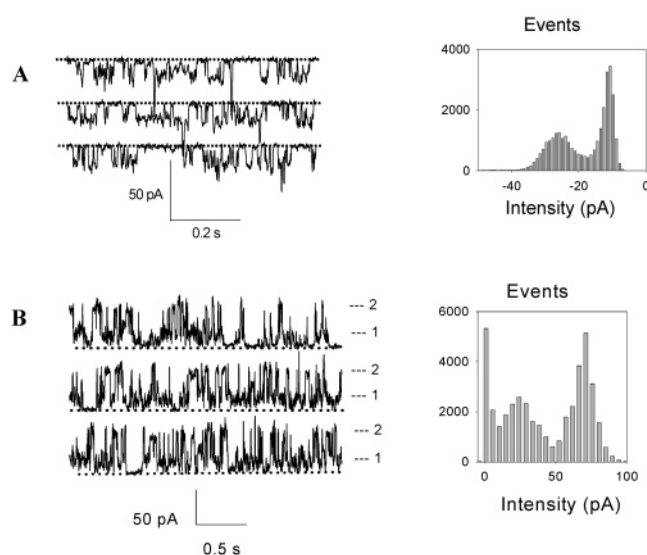 A
50 pA
0.2 s
Events
4000
2000
0
-40
-20
0
Intensity (pA)
B
--- 2
--- 1
--- 2
--- 1
--- 2
--- 1
50 pA
0.5 s
Events
6000
4000
2000
0
0
100
Intensity (pA)